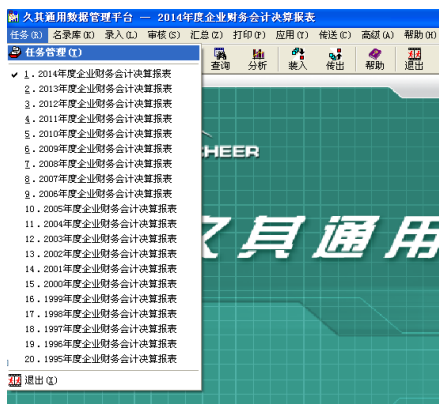 久其通用数据管理平台 — 2014年度企业财务会计决算报表
任务(R) 名录库(K) 录入(L) 审核(S) 汇总(Z) 打印(P) 应用(Y) 传送(C) 高级(A) 帮助(H)
任务管理(I)
查询 分析 装入 传出 帮助 退出
✓ 1.2014年度企业财务会计决算报表
2.2013年度企业财务会计决算报表
3.2012年度企业财务会计决算报表
4.2011年度企业财务会计决算报表
5.2010年度企业财务会计决算报表
6.2009年度企业财务会计决算报表
7.2008年度企业财务会计决算报表
8.2007年度企业财务会计决算报表
9.2006年度企业财务会计决算报表
10.2005年度企业财务会计决算报表
11.2004年度企业财务会计决算报表
12.2003年度企业财务会计决算报表
13.2002年度企业财务会计决算报表
14.2001年度企业财务会计决算报表
15.2000年度企业财务会计决算报表
16.1999年度企业财务会计决算报表
17.1998年度企业财务会计决算报表
18.1997年度企业财务会计决算报表
19.1996年度企业财务会计决算报表
20.1995年度企业财务会计决算报表
退出(X)
HEER
CHEER
久其通用